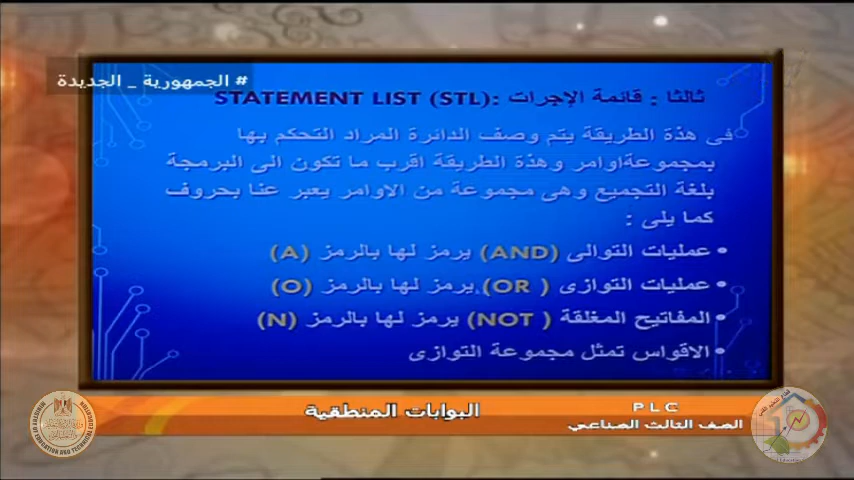 # الجمهورية _ الجديدة
ثالثا : قائمة الإجرات :STATEMENT LIST (STL)
فى هذة الطريقة يتم وصف الدائرة المراد التحكم بها
بمجموعةاوامر وهذة الطريقة اقرب ما تكون الى البرمجة
بلغة التجميع وهى مجموعة من الاوامر يعبر عنا بحروف
كما يلى :
• عمليات التوالى (AND) يرمز لها بالرمز (A)
• عمليات التوازى ( OR) يرمز لها بالرمز (O)
• المفاتيح المغلقة ( NOT) يرمز لها بالرمز (N)
• الاقواس تمثل مجموعة التوازى
PLC
البوابات المنطقية
الصف الثالث الصناعي